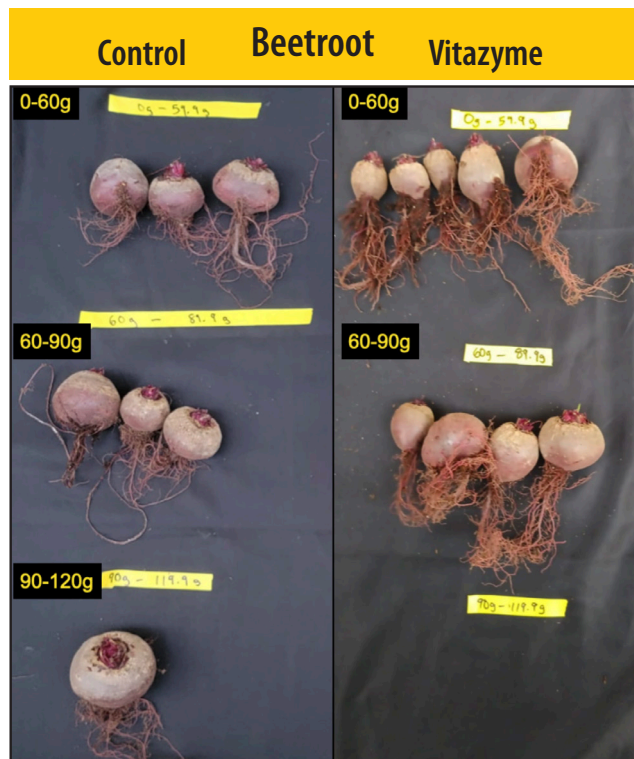 Control Beetroot Vitazyme
0-60g
0g - 59.9g
60-90g
60g - 89.9g
90-120g
90g - 119.9g
0-60g
0g - 59.9g
60-90g
60g - 89.9g
90g - 119.9g